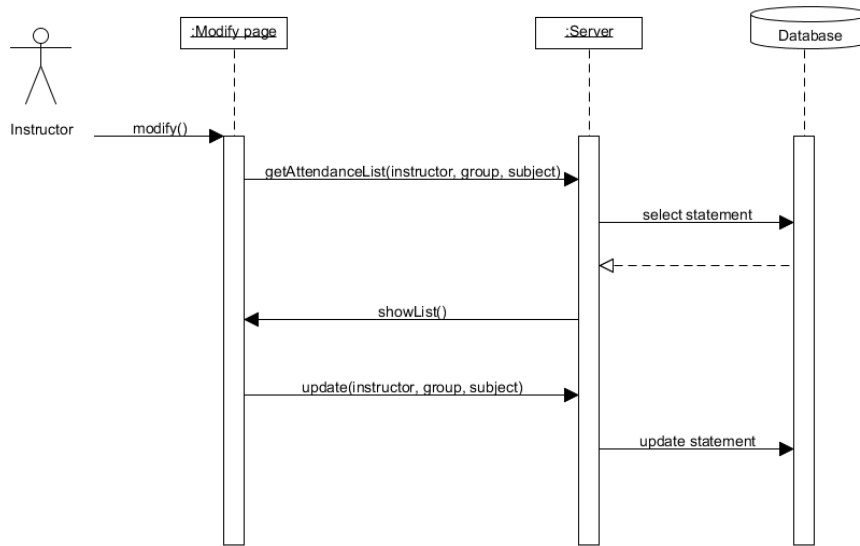 :Modify page
:Server
Database
Instructor
modify()
getAttendanceList(instructor, group, subject)
select statement
showList()
update(instructor, group, subject)
update statement